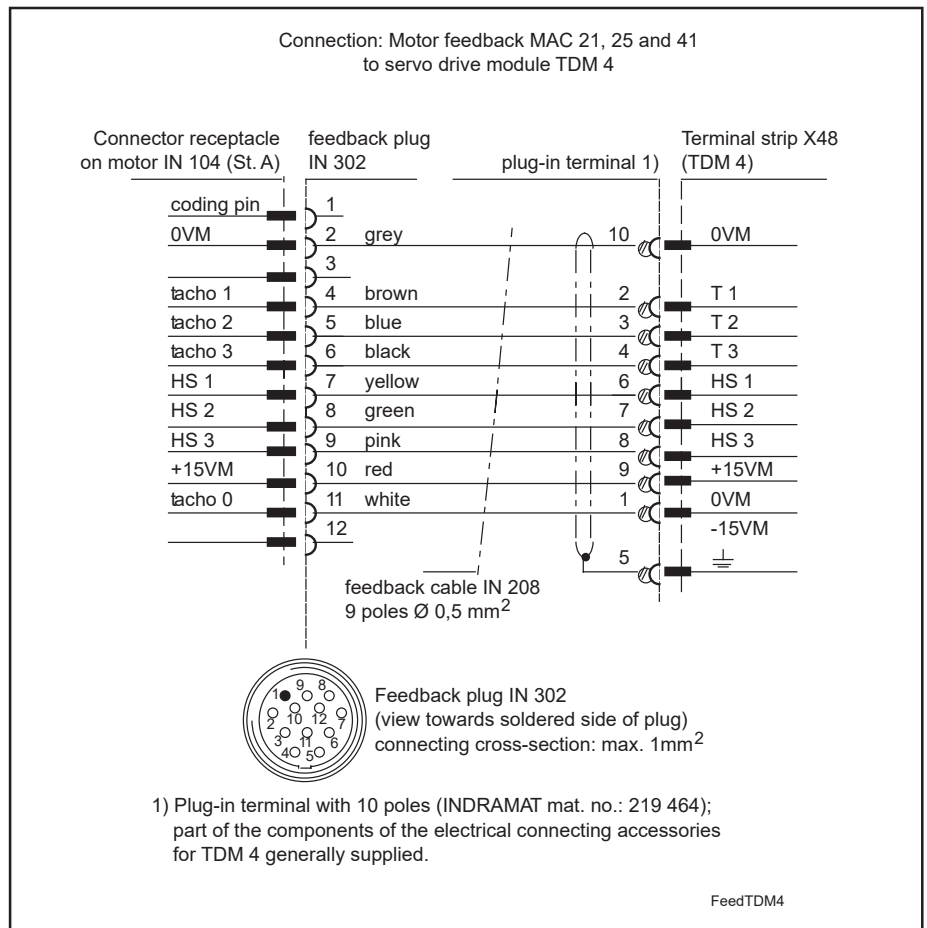 Connection: Motor feedback MAC 21, 25 and 41
to servo drive module TDM 4
Connector receptacle
on motor IN 104 (St. A)
feedback plug
IN 302
plug-in terminal 1)
Terminal strip X48
(TDM 4)
coding pin 1
0VM 2 grey 10 0VM
3
tacho 1 4 brown 2 T 1
tacho 2 5 blue 3 T 2
tacho 3 6 black 4 T 3
HS 1 7 yellow 6 HS 1
HS 2 8 green 7 HS 2
HS 3 9 pink 8 HS 3
+15VM 10 red 9 +15VM
tacho 0 11 white 1 0VM
12 -15VM
5
feedback cable IN 208
9 poles Ø 0,5 mm²
1 9 8
2 10 12 7
3 11 6
4 5
Feedback plug IN 302
(view towards soldered side of plug)
connecting cross-section: max. 1mm²
1) Plug-in terminal with 10 poles (INDRAMAT mat. no.: 219 464);
part of the components of the electrical connecting accessories
for TDM 4 generally supplied.
FeedTDM4